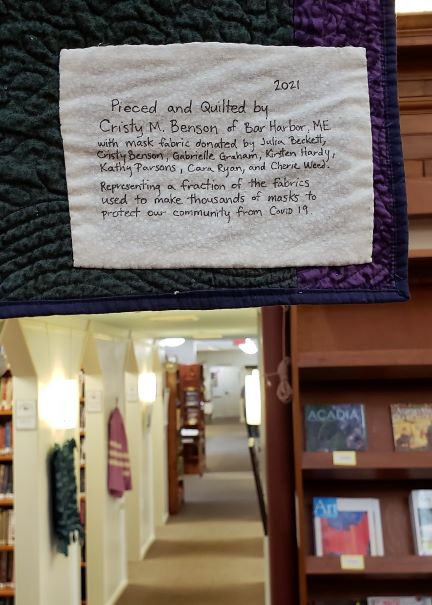 2021
Pieced and Quilted by
Cristy M. Benson of Bar Harbor, ME
with mask fabric donated by Julia Beckett,
Cristy Benson, Gabrielle Graham, Kirsten Hardy,
Kathy Parsons, Cara Ryan, and Cherie Weed.
Representing a fraction of the fabrics
used to make thousands of masks to
protect our community from Covid 19.
ACADIA
Art